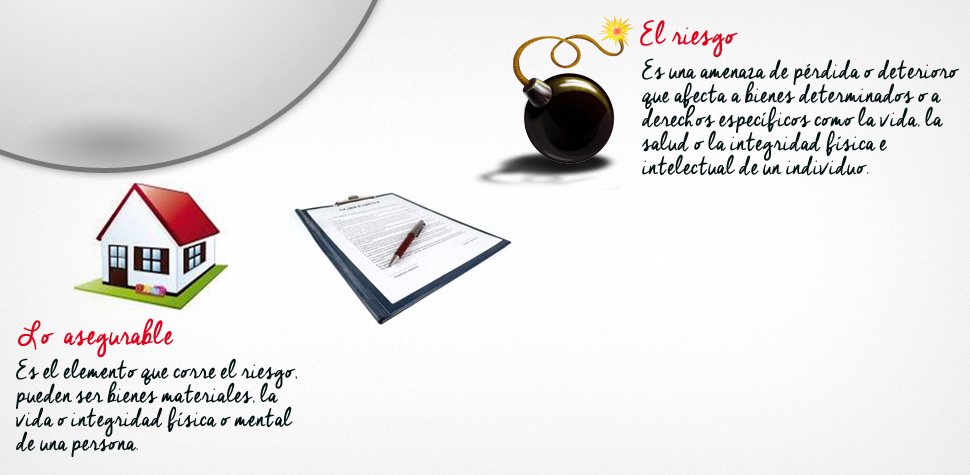 El riesgo
Es una amenaza de pérdida o deterioro
que afecta a bienes determinados o a
derechos específicos como la vida, la
salud o la integridad física e
intelectual de un individuo.
Lo asegurable
Es el elemento que corre el riesgo,
pueden ser bienes materiales, la
vida o integridad física o mental
de una persona.